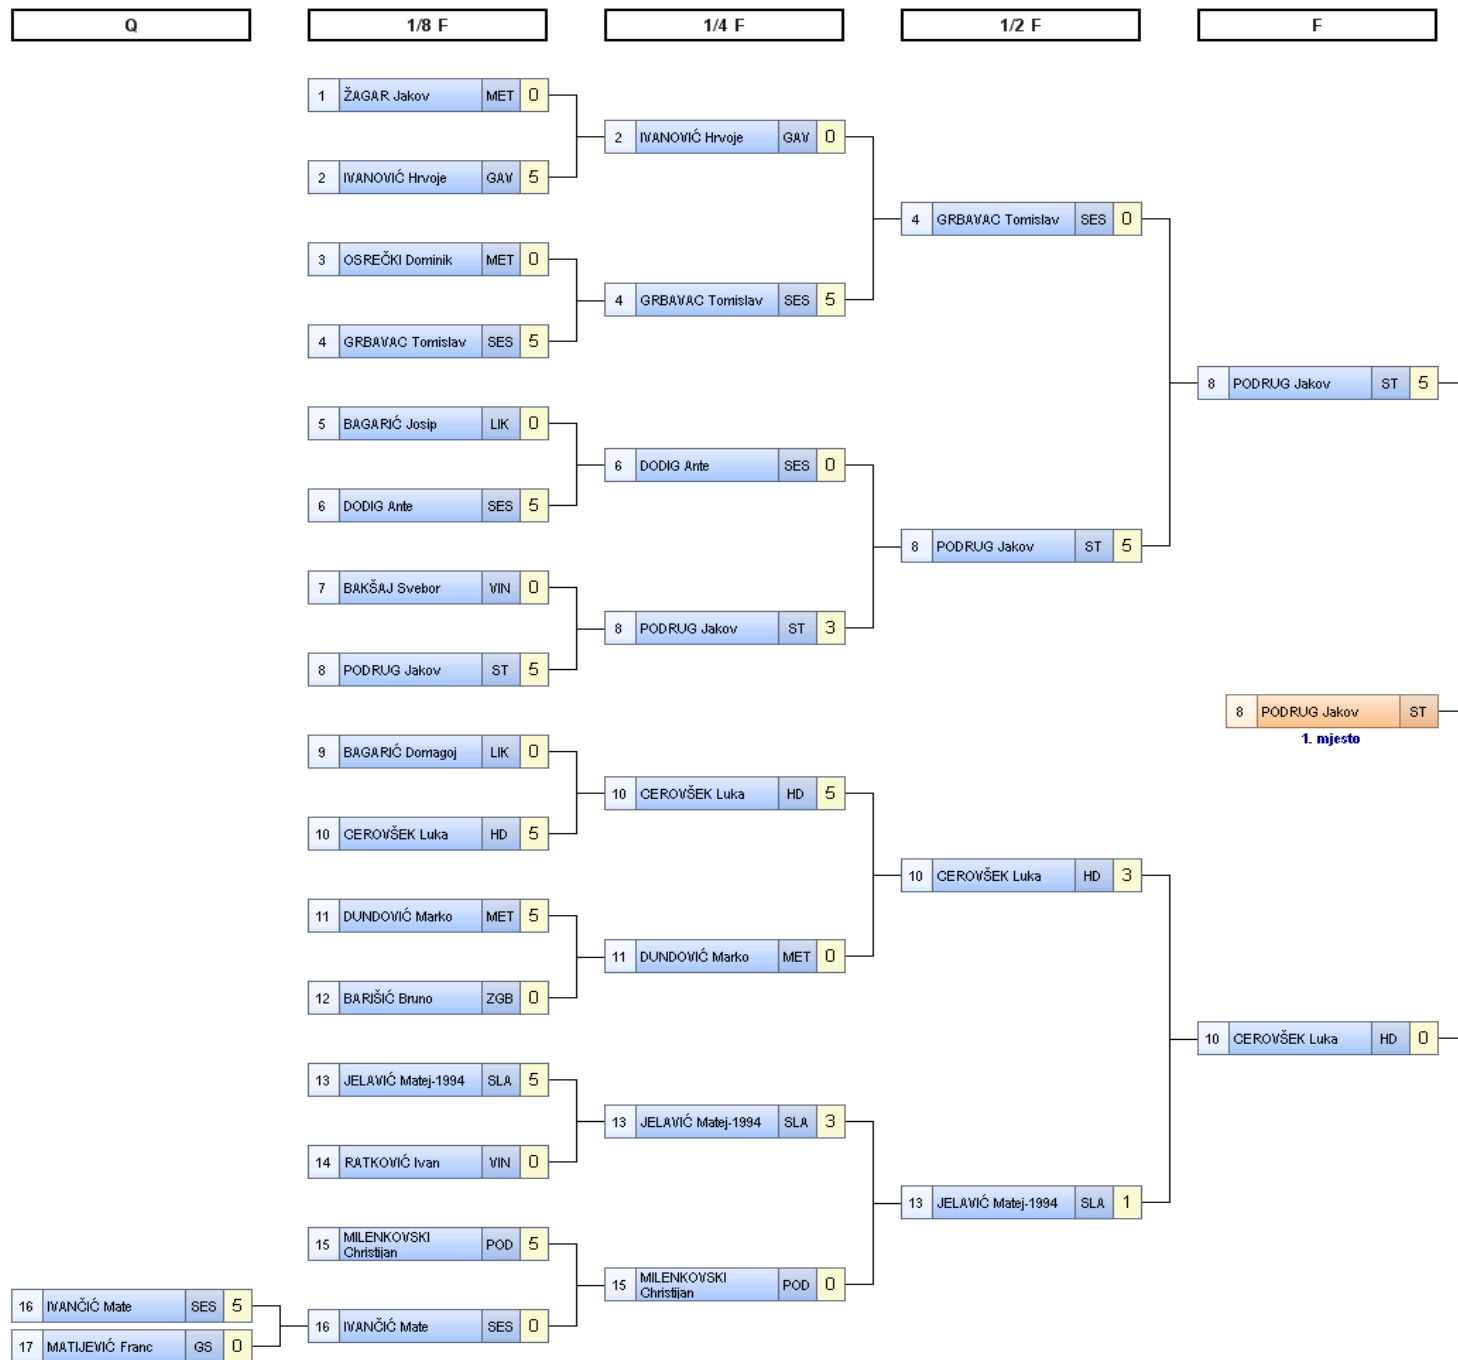 Q
1/8 F
1/4 F
1/2 F
F
1 ŽAGAR Jakov MET 0
2 IVANOVIĆ Hrvoje GAV 5
3 OSREČKI Dominik MET 0
4 GRBAVAC Tomislav SES 5
5 BAGARIĆ Josip LIK 0
6 DODIG Ante SES 5
7 BAKŠAJ Svebor VIN 0
8 PODRUG Jakov ST 5
9 BAGARIĆ Domagoj LIK 0
10 CEROVŠEK Luka HD 5
11 DUNDOVIĆ Marko MET 5
12 BARIŠIĆ Bruno ZGB 0
13 JELAVIĆ Matej-1994 SLA 5
14 RATKOVIĆ Ivan VIN 0
15 MILENKOVSKI
Christijan POD 5
16 IVANČIĆ Mate SES 0
16 IVANČIĆ Mate SES 5
17 MATIJEVIĆ Franc GS 0
2 IVANOVIĆ Hrvoje GAV 0
4 GRBAVAC Tomislav SES 5
6 DODIG Ante SES 0
8 PODRUG Jakov ST 3
10 CEROVŠEK Luka HD 5
11 DUNDOVIĆ Marko MET 0
13 JELAVIĆ Matej-1994 SLA 3
15 MILENKOVSKI
Christijan POD 0
4 GRBAVAC Tomislav SES 0
8 PODRUG Jakov ST 5
10 CEROVŠEK Luka HD 3
13 JELAVIĆ Matej-1994 SLA 1
8 PODRUG Jakov ST 5
8 PODRUG Jakov ST
1. mjesto
10 CEROVŠEK Luka HD 0